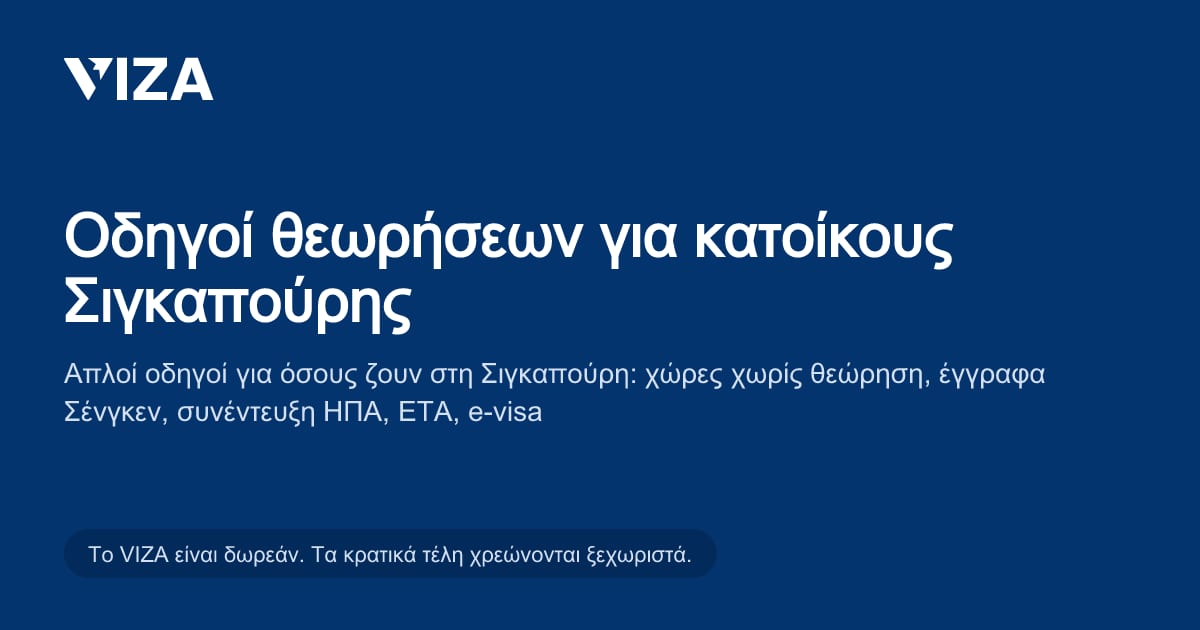 VIZA
Οδηγοί θεωρήσεων για κατοίκους
Σιγκαπούρης
Απλοί οδηγοί για όσους ζουν στη Σιγκαπούρη: χώρες χωρίς θεώρηση, έγγραφα
Σένγκεν, συνέντευξη ΗΠΑ, ETA, e-visa
Το VIZA είναι δωρεάν. Τα κρατικά τέλη χρεώνονται ξεχωριστά.